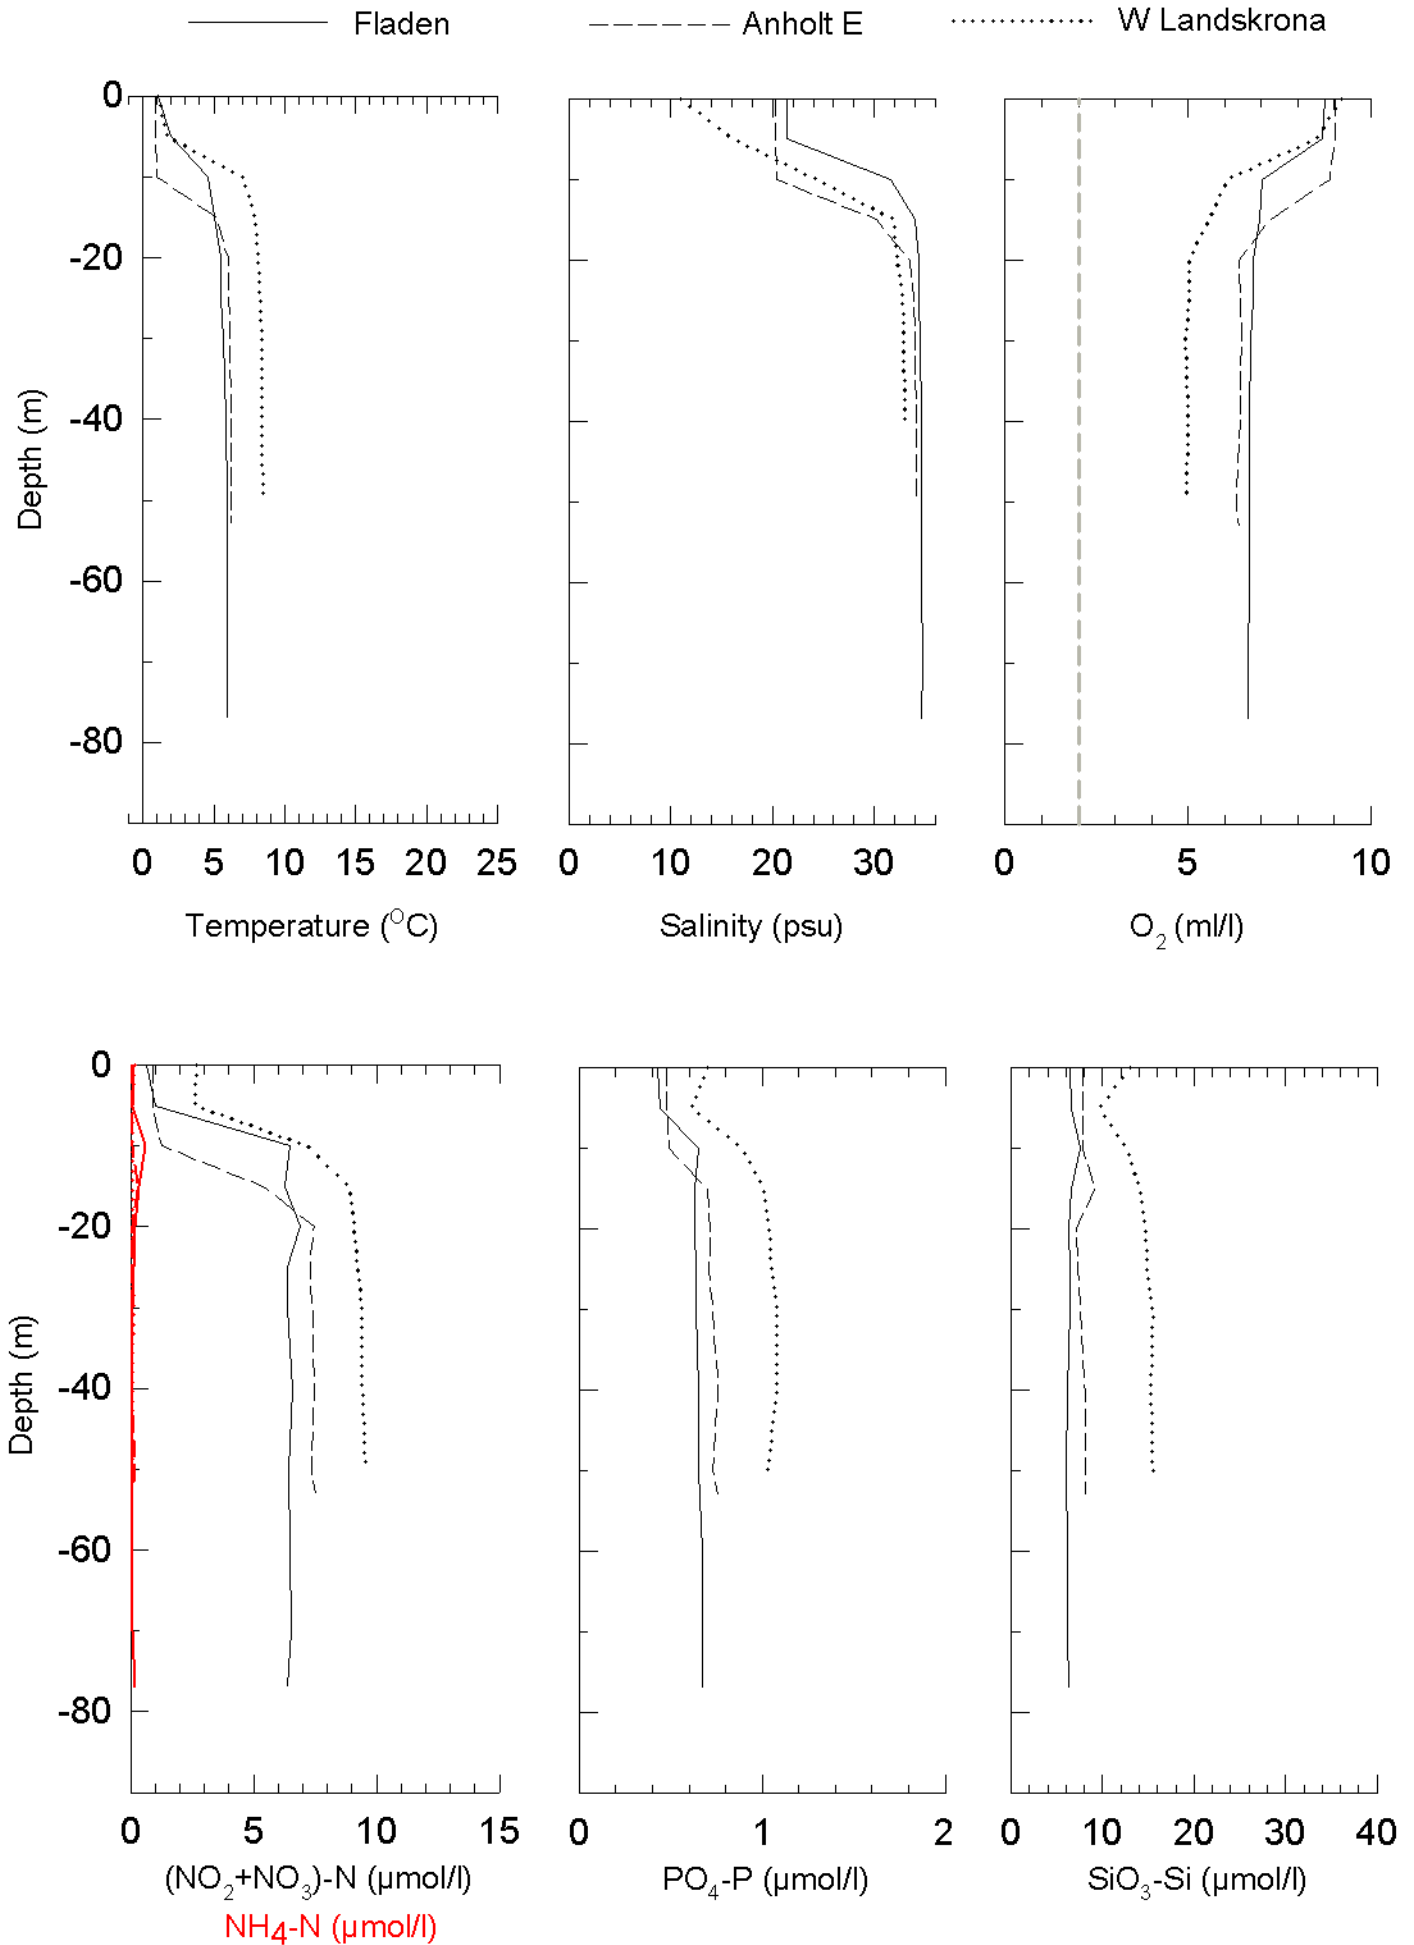 Fladen Anholt E W Landskrona
0
-20
-40
-60
-80
Depth (m)
0 5 10 15 20 25 0 10 20 30 0 5 10
Temperature (°C) Salinity (psu) O2 (ml/l)
0
-20
-40
-60
-80
Depth (m)
0 5 10 15 0 1 2 0 10 20 30 40
(NO2+NO3)-N (µmol/l) PO4-P (µmol/l) SiO3-Si (µmol/l)
NH4-N (µmol/l)